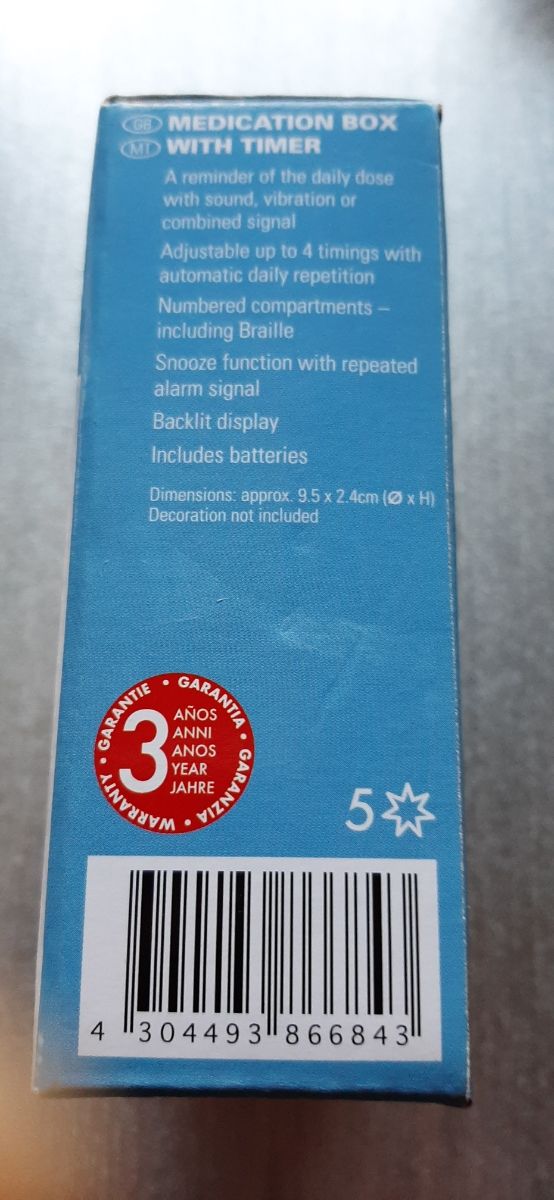 GB MEDICATION BOX
MT WITH TIMER
A reminder of the daily dose
with sound, vibration or
combined signal
Adjustable up to 4 timings with
automatic daily repetition
Numbered compartments –
including Braille
Snooze function with repeated
alarm signal
Backlit display
Includes batteries
Dimensions: approx. 9.5 x 2.4cm (Ø x H)
Decoration not included
GARANTIE • GARANTIA • GARANZIA • WARRANTY •
3
AÑOS
ANNI
ANOS
YEAR
JAHRE
5
4 304493 866843